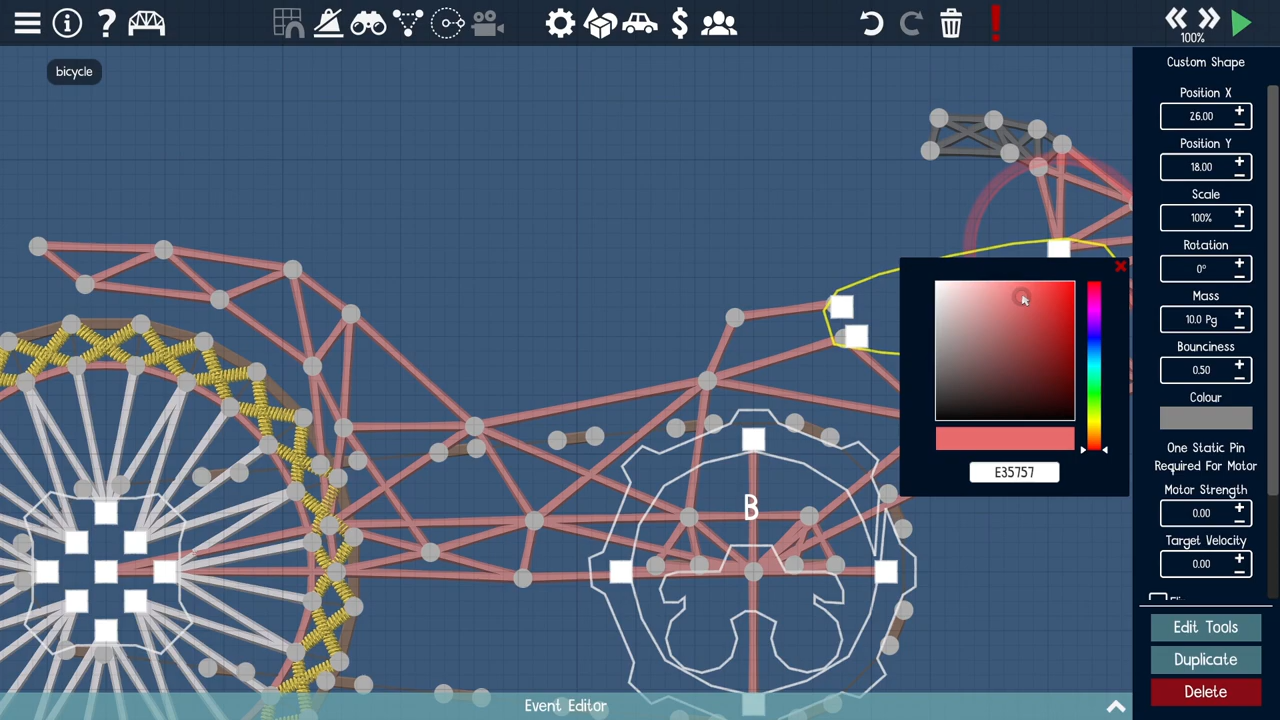 100%
bicycle
Custom Shape
Position X
26.00
Position Y
18.00
Scale
100%
Rotation
0°
Mass
10.0 Pg
Bounciness
0.50
Colour
E35757
One Static Pin
Required For Motor
Motor Strength
0.00
Target Velocity
0.00
B
Edit Tools
Duplicate
Delete
Event Editor